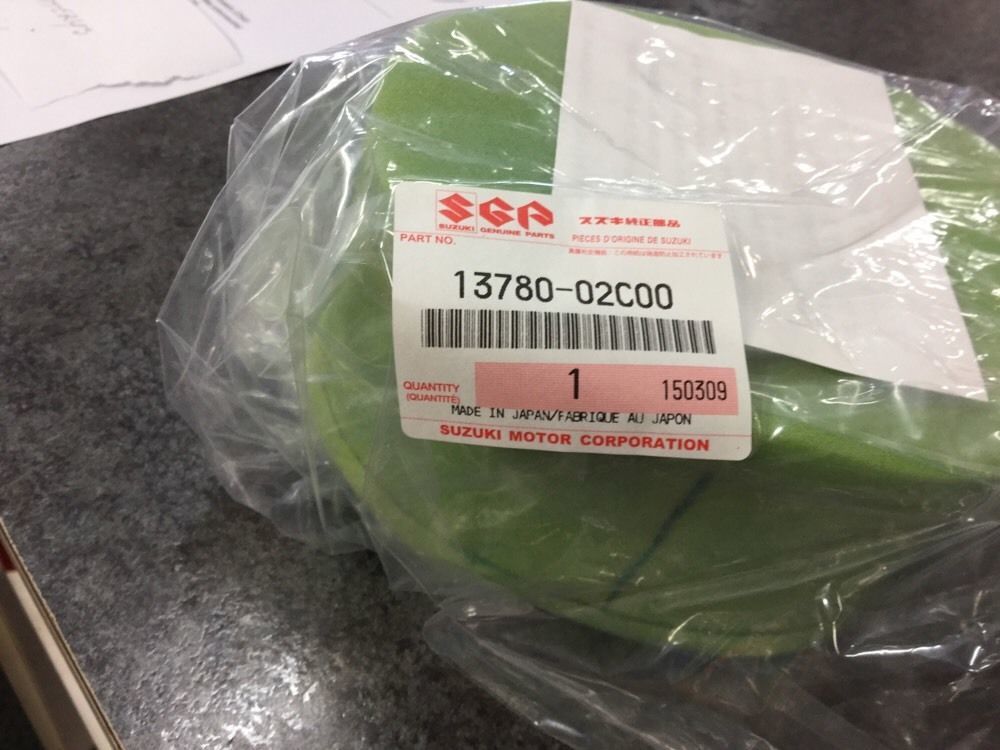 SGP
SUZUKI GENUINE PARTS
スズキ純正部品
PART NO.
PIECES D'ORIGINE DE SUZUKI
13780-02C00
QUANTITY
(QUANTITÉ)
1
150309
MADE IN JAPAN/FABRIQUE AU JAPON
SUZUKI MOTOR CORPORATION